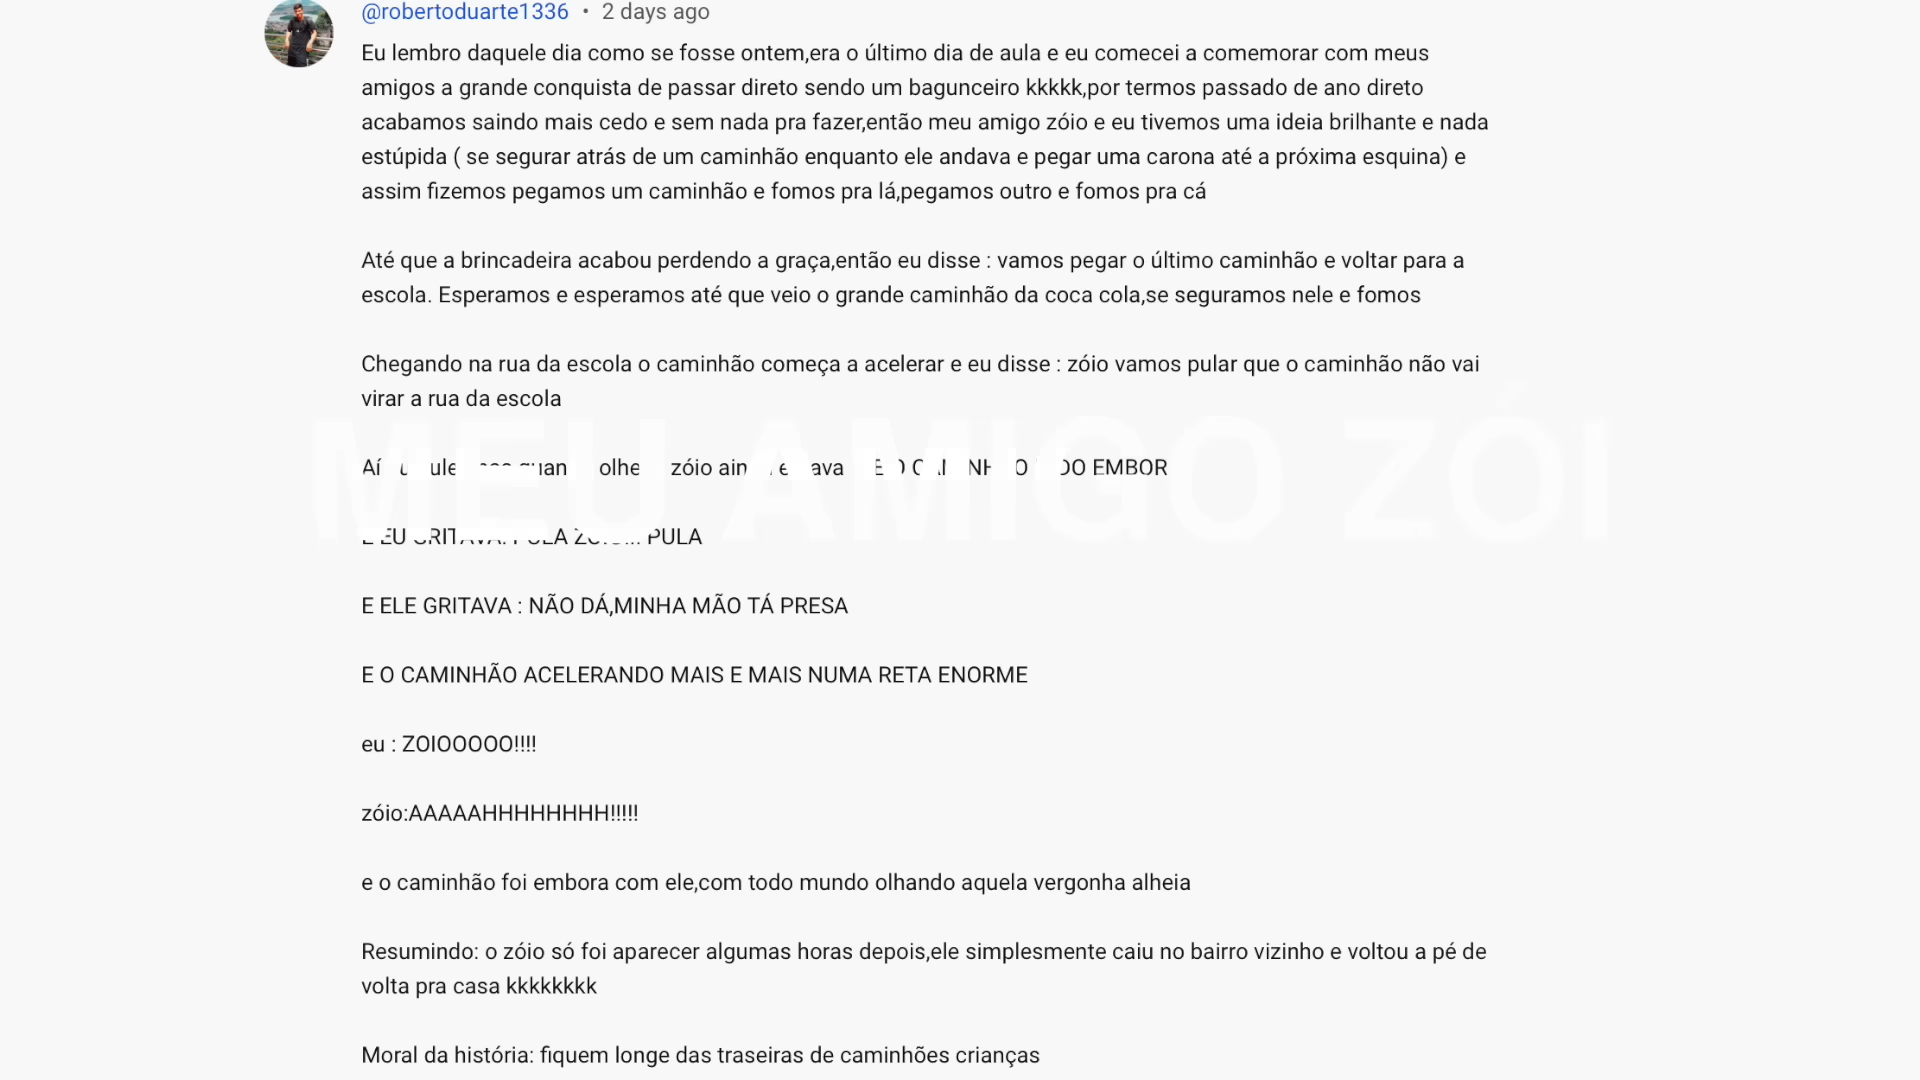 @robertoduarte1336 • 2 days ago
Eu lembro daquele dia como se fosse ontem,era o último dia de aula e eu comecei a comemorar com meus
amigos a grande conquista de passar direto sendo um bagunceiro kkkkk,por termos passado de ano direto
acabamos saindo mais cedo e sem nada pra fazer,então meu amigo zóio e eu tivemos uma ideia brilhante e nada
estúpida ( se segurar atrás de um caminhão enquanto ele andava e pegar uma carona até a próxima esquina) e
assim fizemos pegamos um caminhão e fomos pra lá,pegamos outro e fomos pra cá
Até que a brincadeira acabou perdendo a graça,então eu disse : vamos pegar o último caminhão e voltar para a
escola. Esperamos e esperamos até que veio o grande caminhão da coca cola,se seguramos nele e fomos
Chegando na rua da escola o caminhão começa a acelerar e eu disse : zóio vamos pular que o caminhão não vai
virar a rua da escola
MEU AMIGO ZÓI
Aí zóio EMBOR
E EU GRITAVA: PULA PULA
E ELE GRITAVA : NÃO DÁ,MINHA MÃO TÁ PRESA
E O CAMINHÃO ACELERANDO MAIS E MAIS NUMA RETA ENORME
eu : ZOIOOOOO!!!!
zóio:AAAAAHHHHHHHH!!!!!
e o caminhão foi embora com ele,com todo mundo olhando aquela vergonha alheia
Resumindo: o zóio só foi aparecer algumas horas depois,ele simplesmente caiu no bairro vizinho e voltou a pé de
volta pra casa kkkkkkkk
Moral da história: fiquem longe das traseiras de caminhões crianças